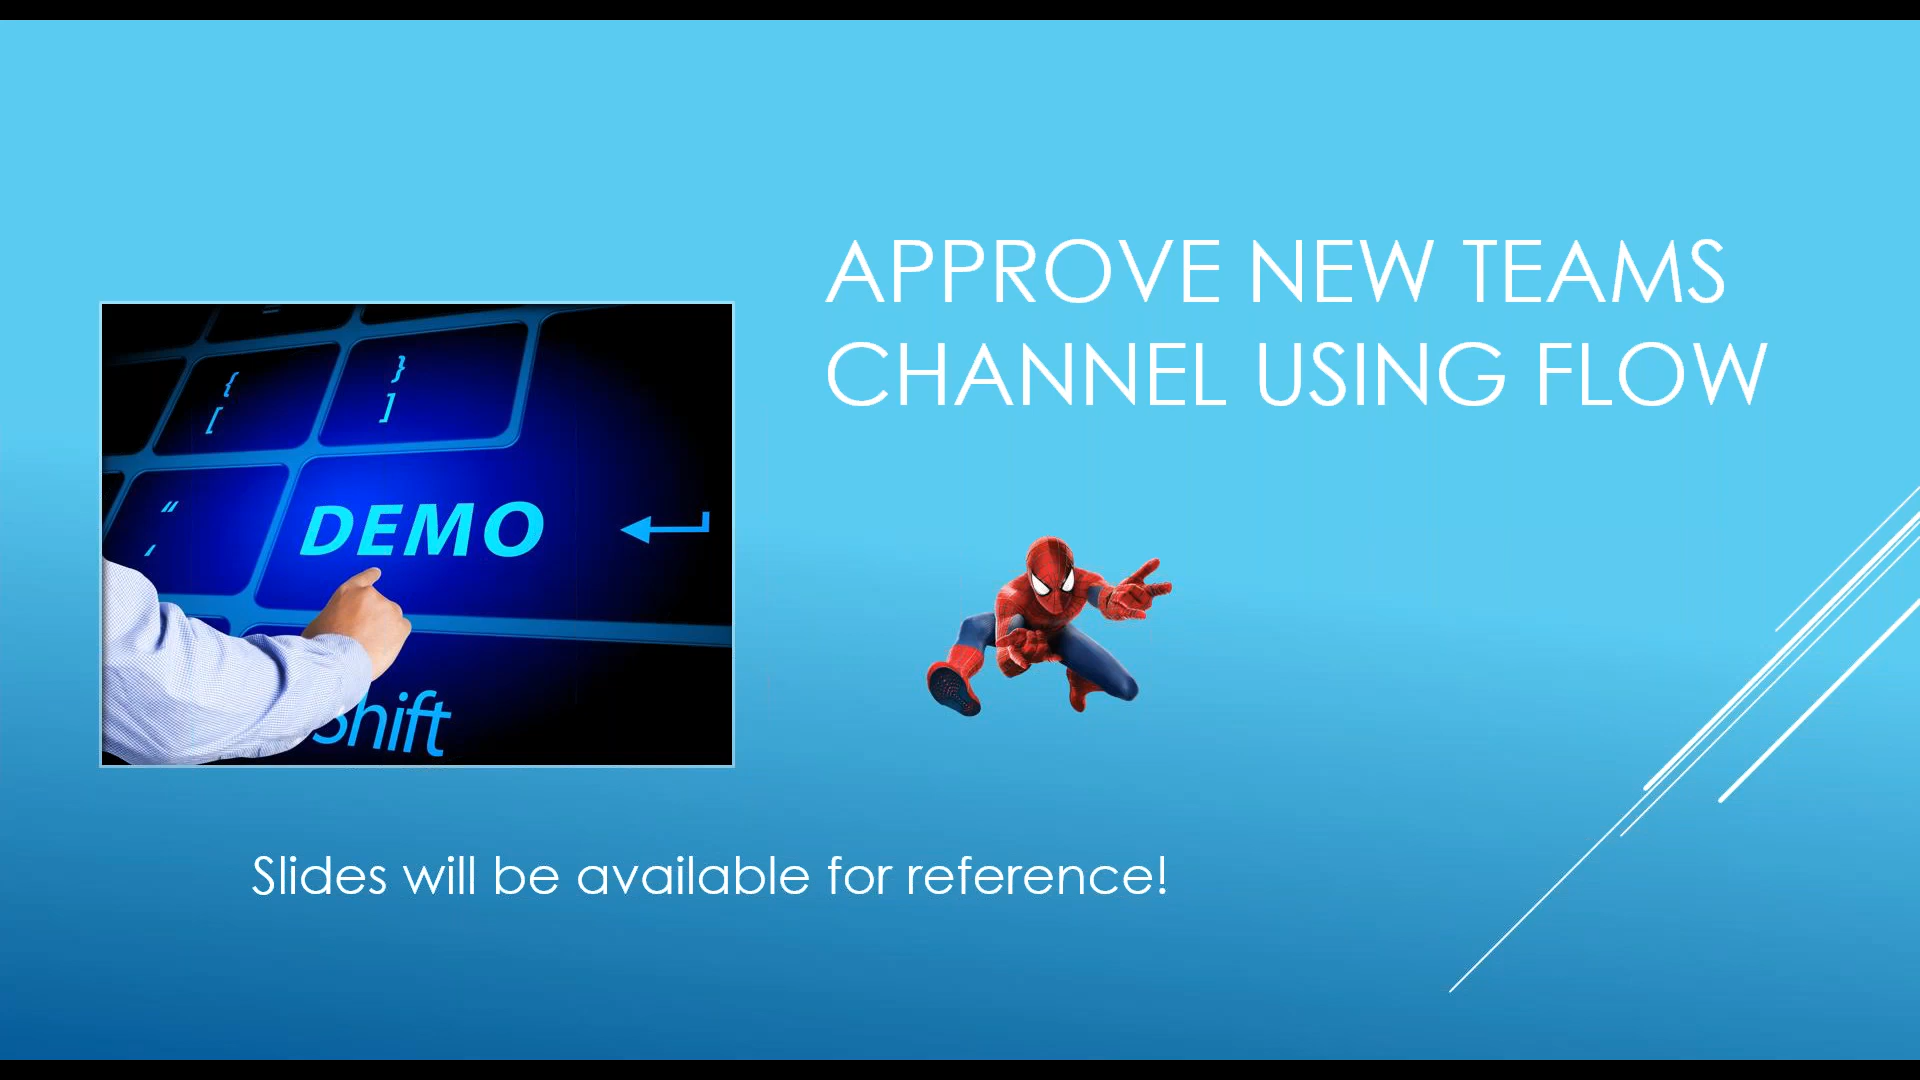 APPROVE NEW TEAMS
CHANNEL USING FLOW
{
[
}
]
"
'
DEMO
Shift
Slides will be available for reference!